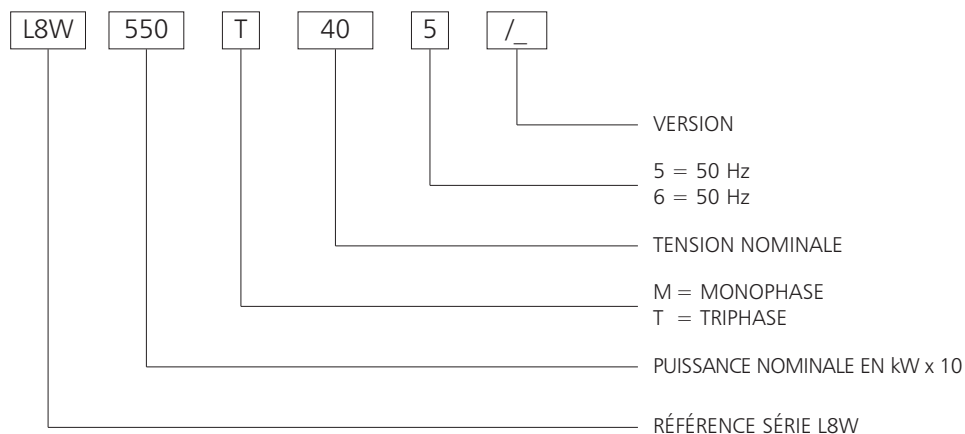 L8W 550 T 40 5 /_
VERSION
5 = 50 Hz
6 = 50 Hz
TENSION NOMINALE
M = MONOPHASE
T = TRIPHASE
PUISSANCE NOMINALE EN kW x 10
RÉFÉRENCE SÉRIE L8W